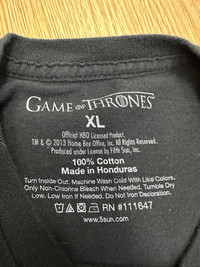 GAME OF THRONES
XL
Official HBO Licensed Product.
TM & © 2013 Home Box Office, Inc. All Rights Reserved.
Produced under License by Fifth Sun, Inc.
100% Cotton
Made in Honduras
Turn Inside Out. Machine Wash Cold With Like Colors.
Only Non-Chlorine Bleach When Needed. Tumble Dry
Low. Low Iron If Needed. Do Not Iron On Design.
RN #111647
www.5sun.com